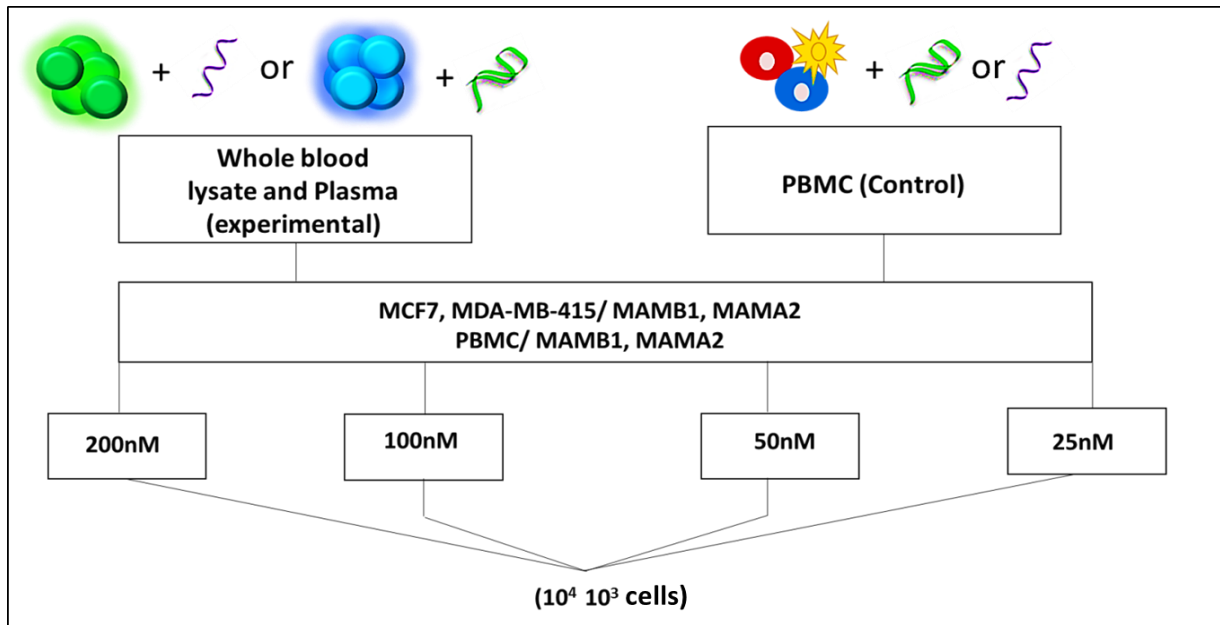 + or +
+ or
Whole blood
lysate and Plasma
(experimental)
PBMC (Control)
MCF7, MDA-MB-415/ MAMB1, MAMA2
PBMC/ MAMB1, MAMA2
200nM
100nM
50nM
25nM
(10⁴ 10³ cells)